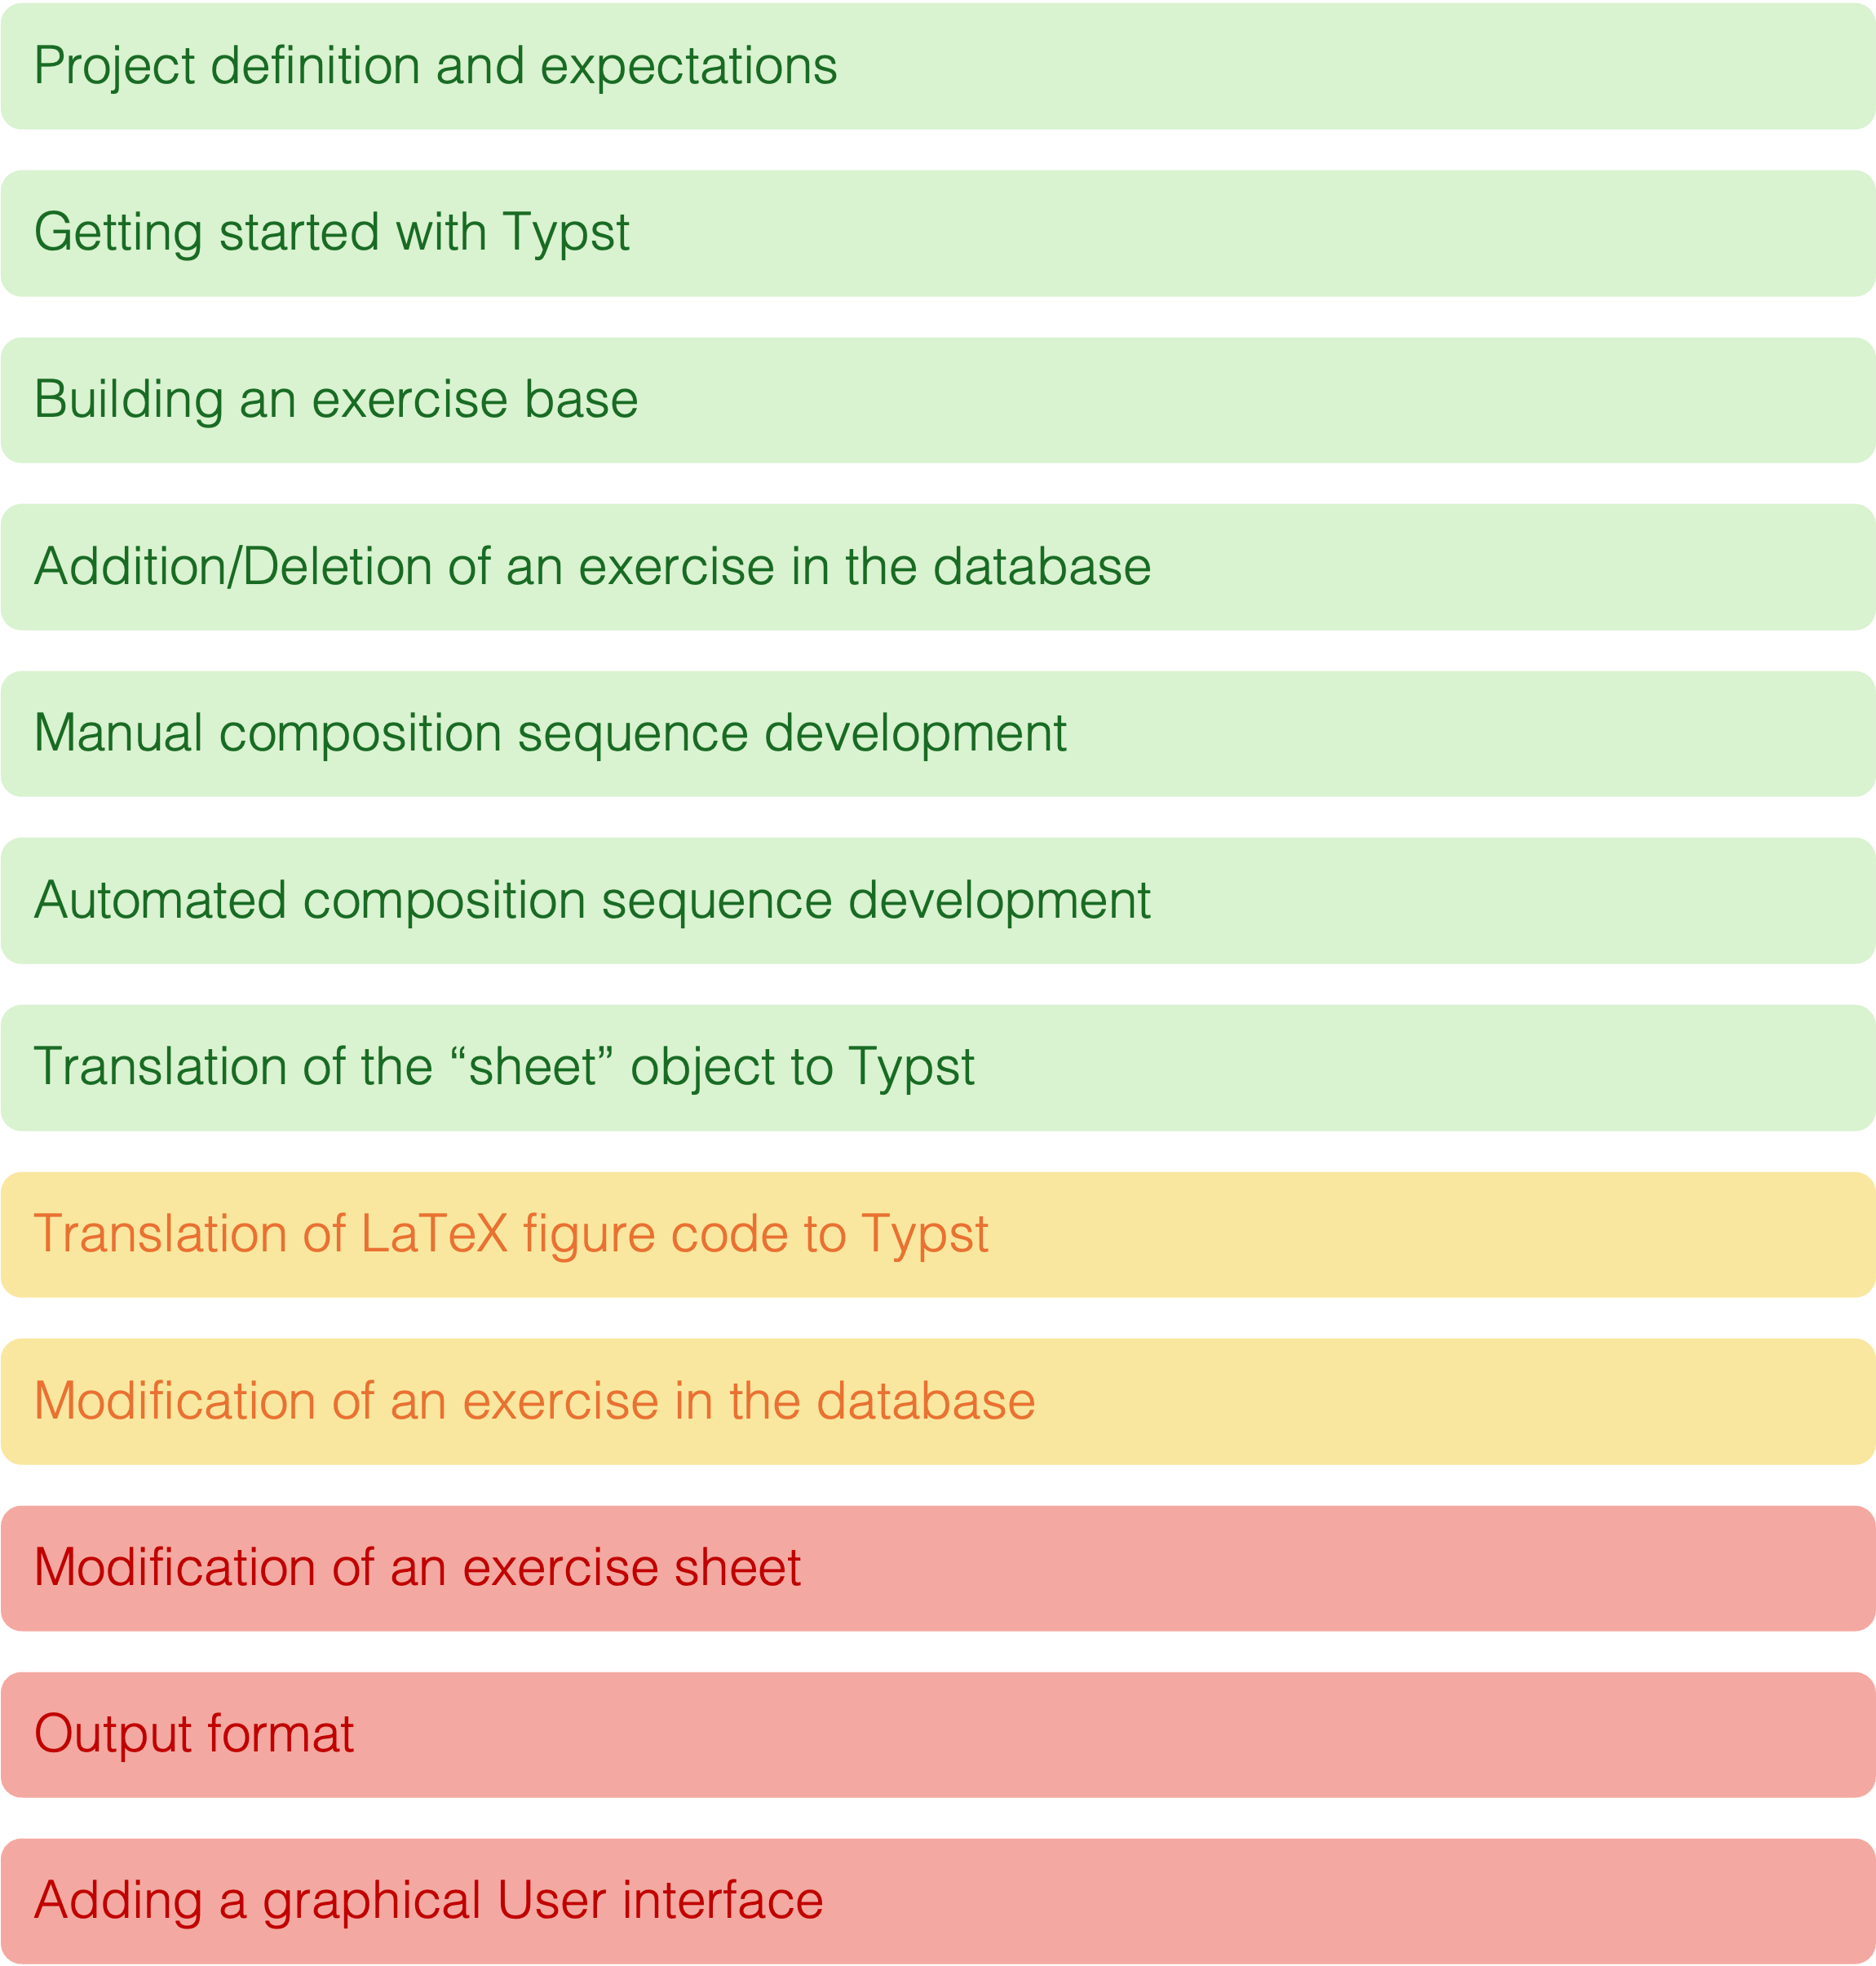 Project definition and expectations
Getting started with Typst
Building an exercise base
Addition/Deletion of an exercise in the database
Manual composition sequence development
Automated composition sequence development
Translation of the “sheet” object to Typst
Translation of LaTeX figure code to Typst
Modification of an exercise in the database
Modification of an exercise sheet
Output format
Adding a graphical User interface